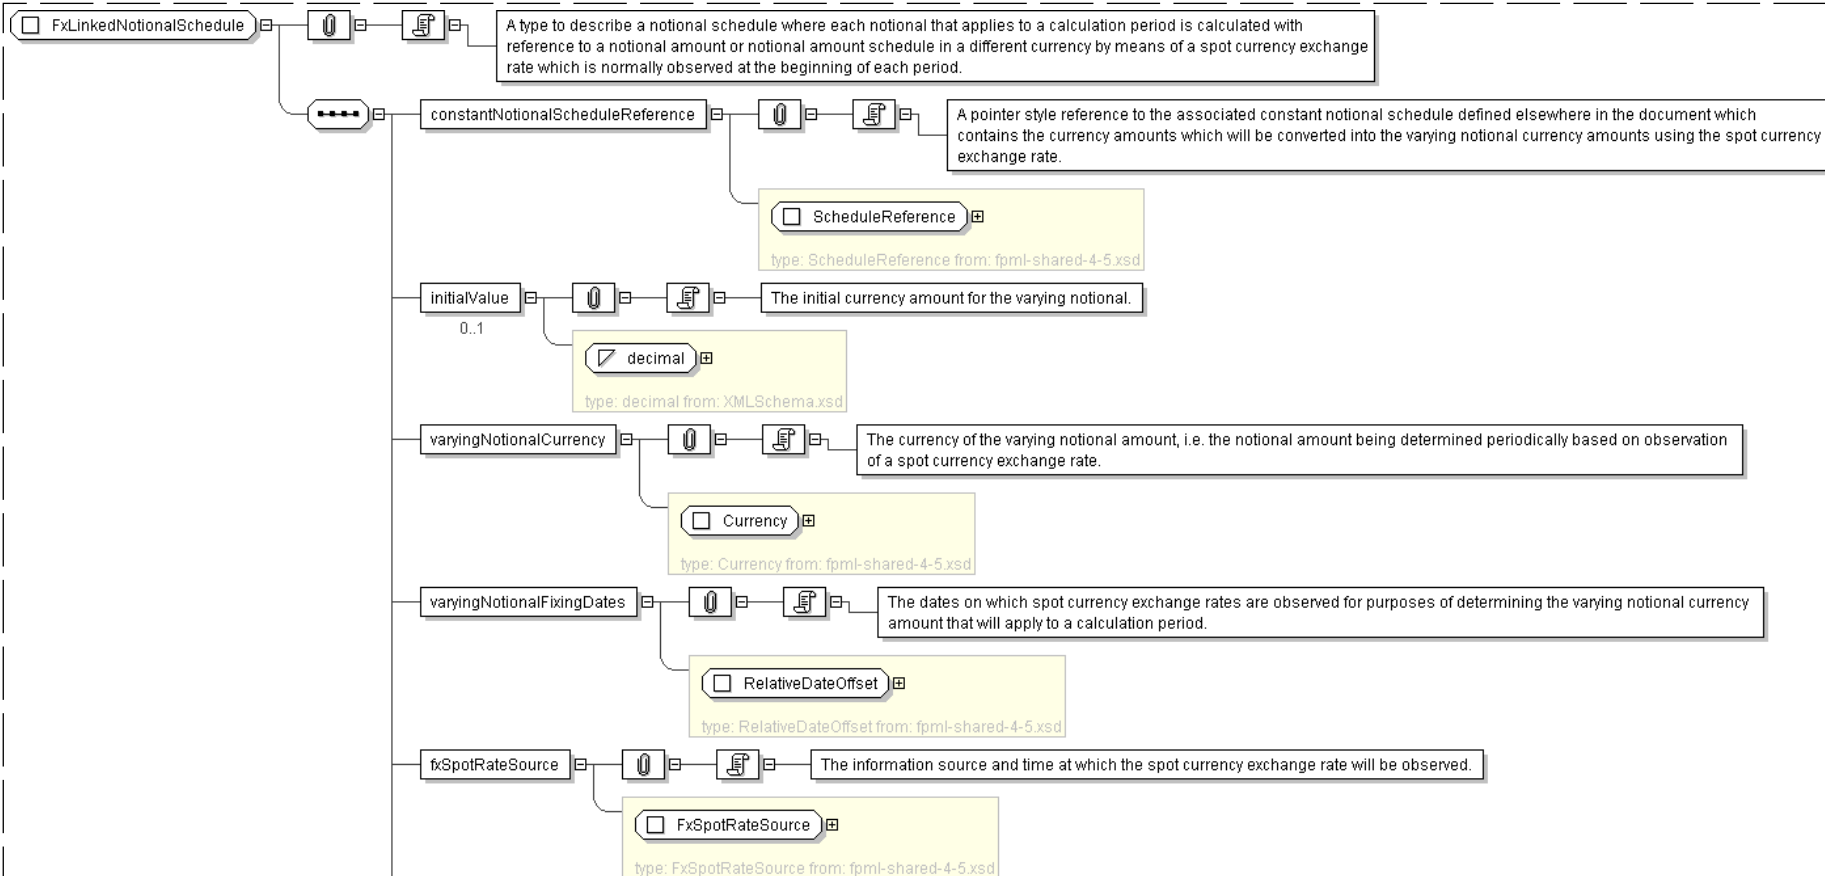 FxLinkedNotionalSchedule
A type to describe a notional schedule where each notional that applies to a calculation period is calculated with
reference to a notional amount or notional amount schedule in a different currency by means of a spot currency exchange
rate which is normally observed at the beginning of each period.
constantNotionalScheduleReference
A pointer style reference to the associated constant notional schedule defined elsewhere in the document which
contains the currency amounts which will be converted into the varying notional currency amounts using the spot currency
exchange rate.
ScheduleReference
type: ScheduleReference from: fpml-shared-4-5.xsd
initialValue
The initial currency amount for the varying notional.
0..1
decimal
type: decimal from: XMLSchema.xsd
varyingNotionalCurrency
The currency of the varying notional amount, i.e. the notional amount being determined periodically based on observation
of a spot currency exchange rate.
Currency
type: Currency from: fpml-shared-4-5.xsd
varyingNotionalFixingDates
The dates on which spot currency exchange rates are observed for purposes of determining the varying notional currency
amount that will apply to a calculation period.
RelativeDateOffset
type: RelativeDateOffset from: fpml-shared-4-5.xsd
fxSpotRateSource
The information source and time at which the spot currency exchange rate will be observed.
FxSpotRateSource
type: FxSpotRateSource from: fpml-shared-4-5.xsd